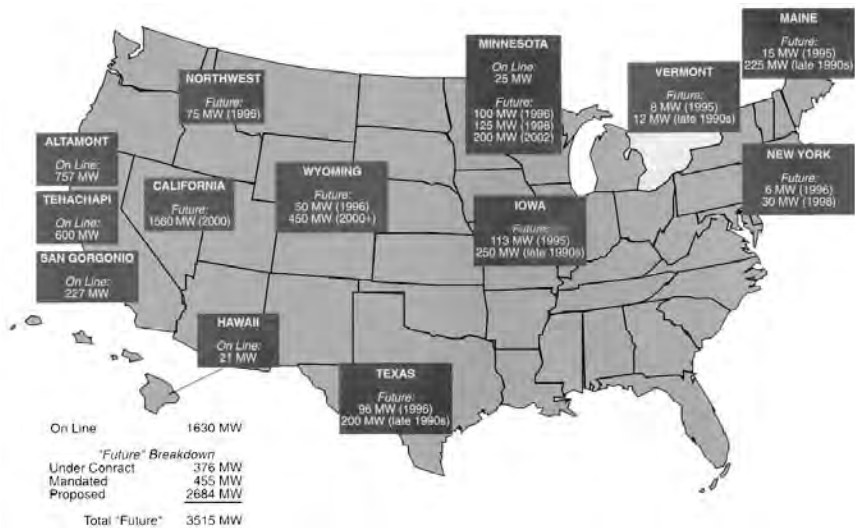 MAINE
Future:
15 MW (1995)
225 MW (late 1990s)
MINNESOTA
On Line:
25 MW
Future:
100 MW (1996)
125 MW (1998)
200 MW (2002)
VERMONT
Future:
8 MW (1995)
12 MW (late 1990s)
NORTHWEST
Future:
75 MW (1996)
ALTAMONT
On Line:
757 MW
TEHACHAPI
On Line:
600 MW
SAN GORGONIO
On Line:
227 MW
CALIFORNIA
Future:
1560 MW (2000)
WYOMING
Future:
50 MW (1996)
450 MW (2000+)
IOWA
Future:
113 MW (1995)
250 MW (late 1990s)
NEW YORK
Future:
6 MW (1996)
30 MW (1998)
HAWAII
On Line:
21 MW
TEXAS
Future:
96 MW (1995)
200 MW (late 1990s)
On Line 1630 MW
"Future" Breakdown
Under Conract 376 MW
Mandated 455 MW
Proposed 2684 MW
Total "Future" 3515 MW